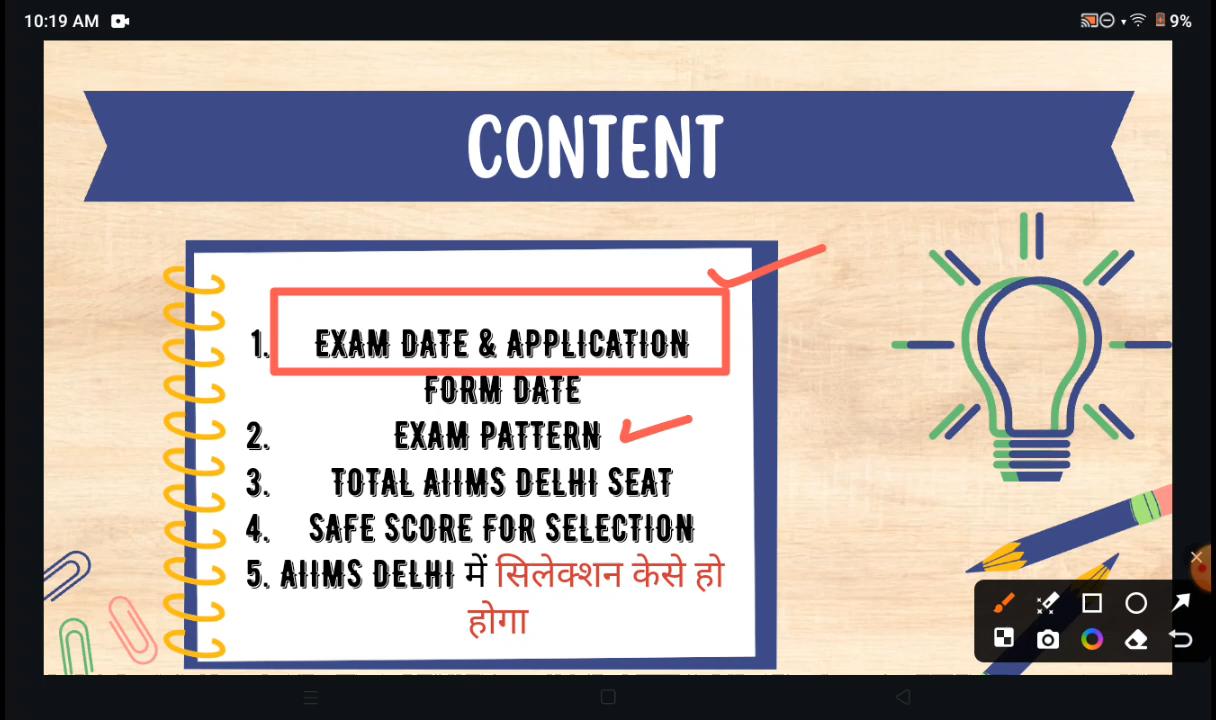 10:19 AM
9%
CONTENT
1. EXAM DATE & APPLICATION
FORM DATE
2. EXAM PATTERN
3. TOTAL AIIMS DELHI SEAT
4. SAFE SCORE FOR SELECTION
5. AIIMS DELHI में सिलेक्शन केसे हो
होगा